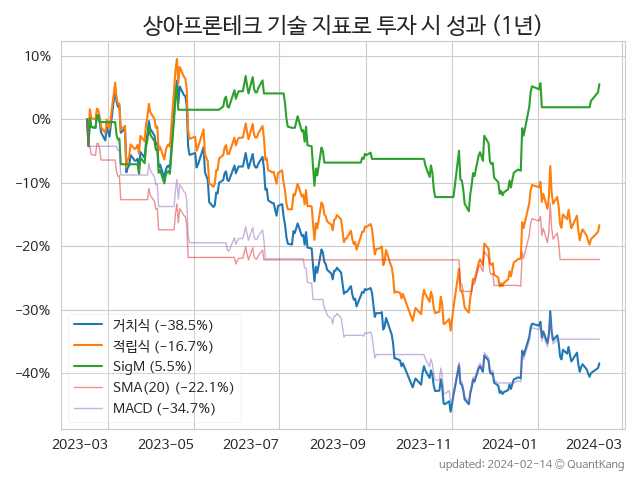 상아프론테크 기술 지표로 투자 시 성과 (1년)
10%
0%
−10%
−20%
−30%
−40%
거치식 (−38.5%)
적립식 (−16.7%)
SigM (5.5%)
SMA(20) (−22.1%)
MACD (−34.7%)
2023-03 2023-05 2023-07 2023-09 2023-11 2024-01 2024-03
updated: 2024-02-14 © QuantKang